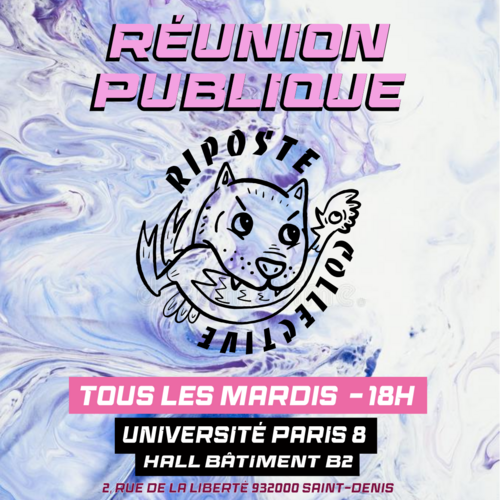 RÉUNION
PUBLIQUE
RIPOSTE
COLLECTIVE
TOUS LES MARDIS - 18H
UNIVERSITÉ PARIS 8
HALL BÂTIMENT B2
2, RUE DE LA LIBERTÉ 932000 SAINT-DENIS